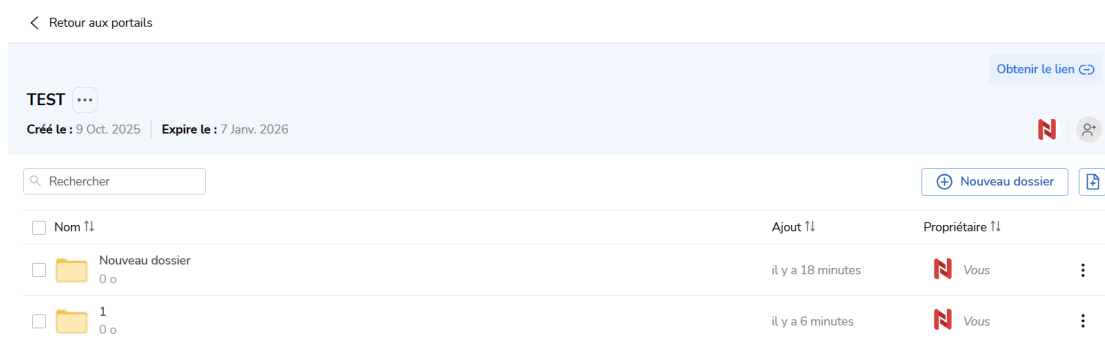 Retour aux portails
Obtenir le lien
TEST
Créé le : 9 Oct. 2025 Expire le : 7 Janv. 2026
Rechercher Nouveau dossier
Nom Ajout Propriétaire
Nouveau dossier
0 o
il y a 18 minutes Vous
1
0 o
il y a 6 minutes Vous